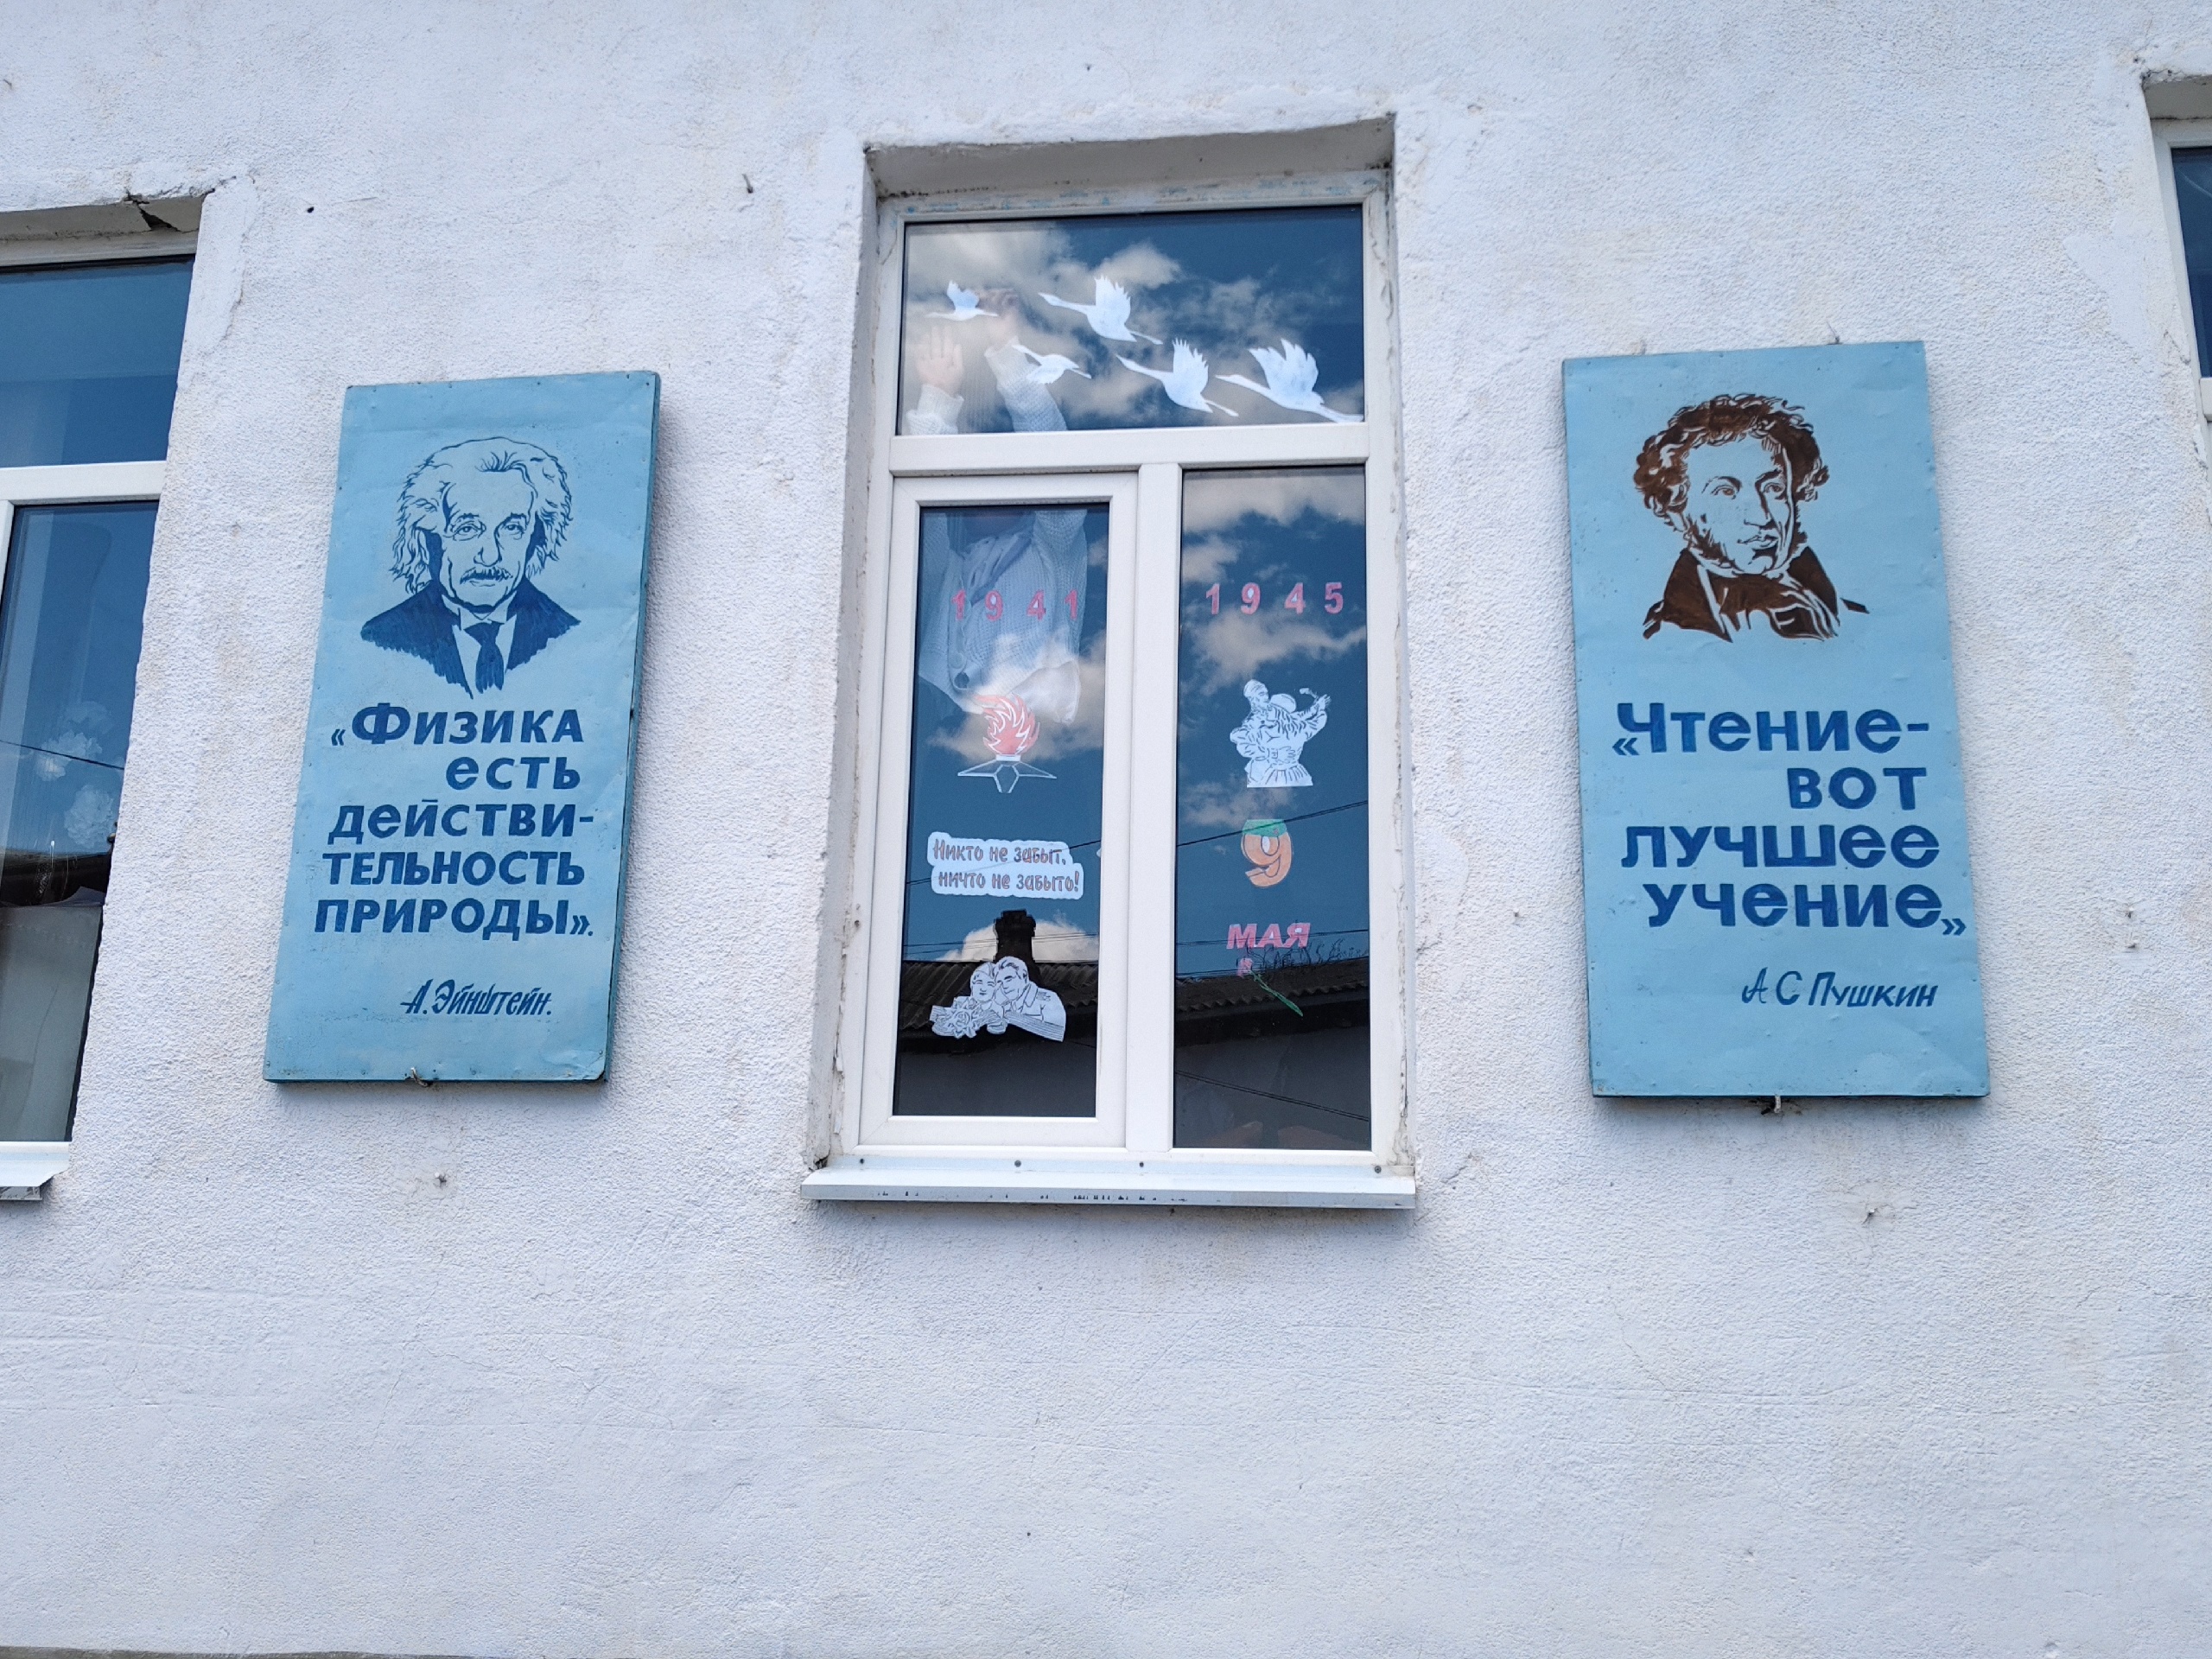 «Физика
есть
действи-
тельность
природы».
А. Эйнштейн.
1941
1945
Никто не забыт,
ничто не забыто!
9
МАЯ
«Чтение-
вот
лучшее
учение»
А С Пушкин